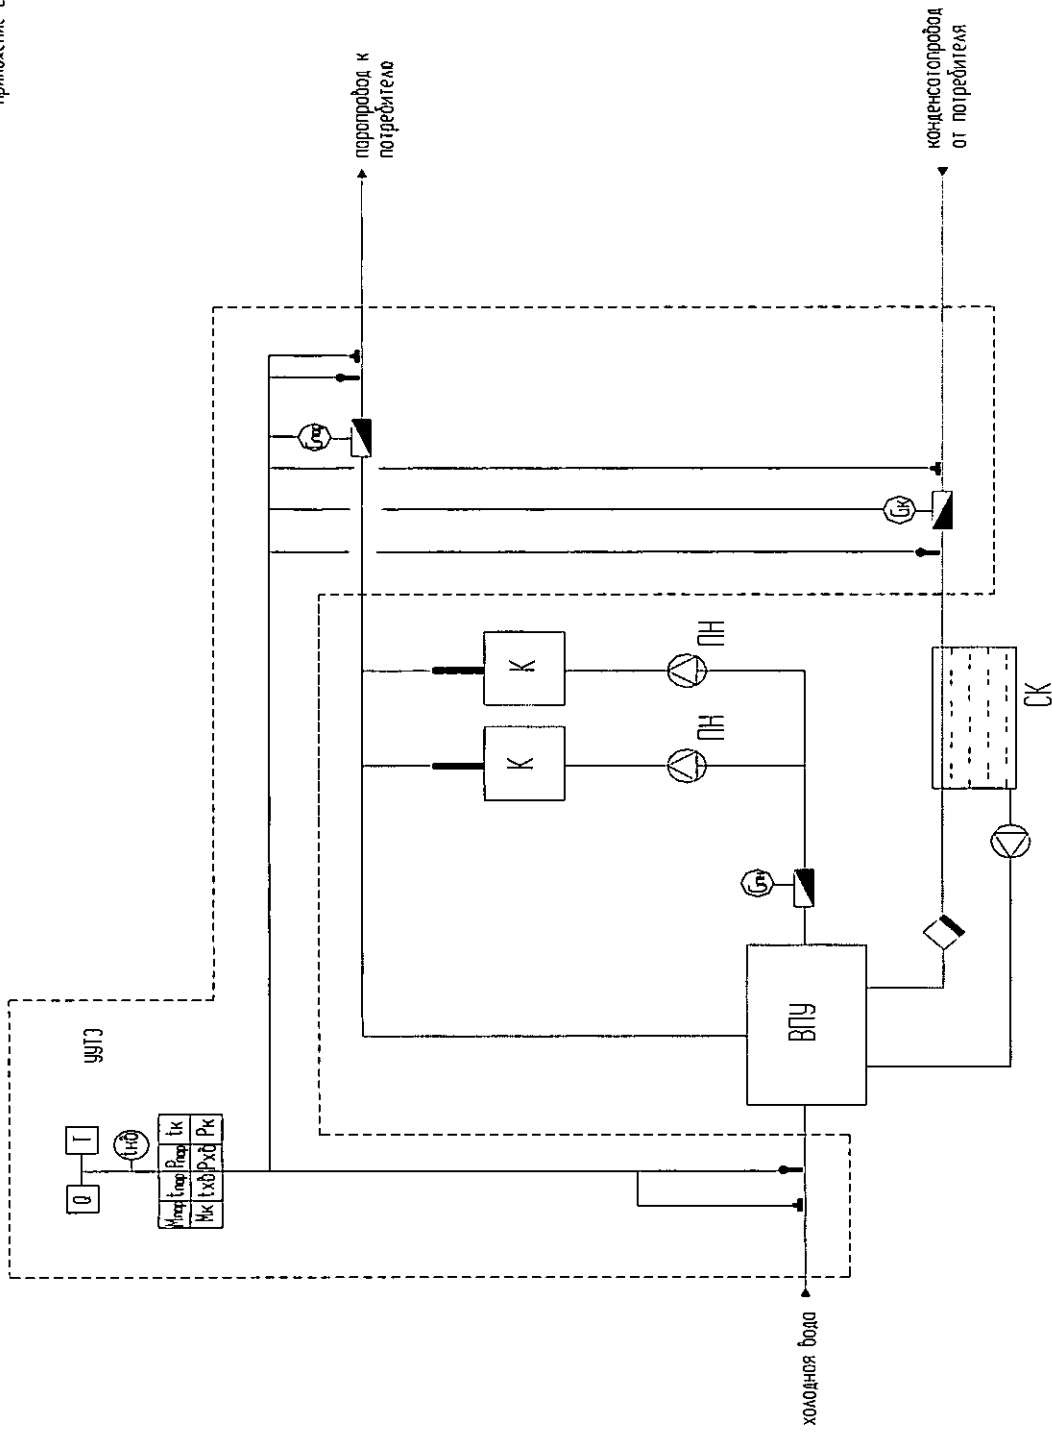 паропровод к
потребителю
конденсатопровод
от потребителя
УУТЭ
Q
T
tнв
Mпар
tпар
Pпар
tк
Mк
tхв
Pхв
Pк
Gпар
Gк
К
ПН
К
ПН
ВПУ
СК
холодная вода